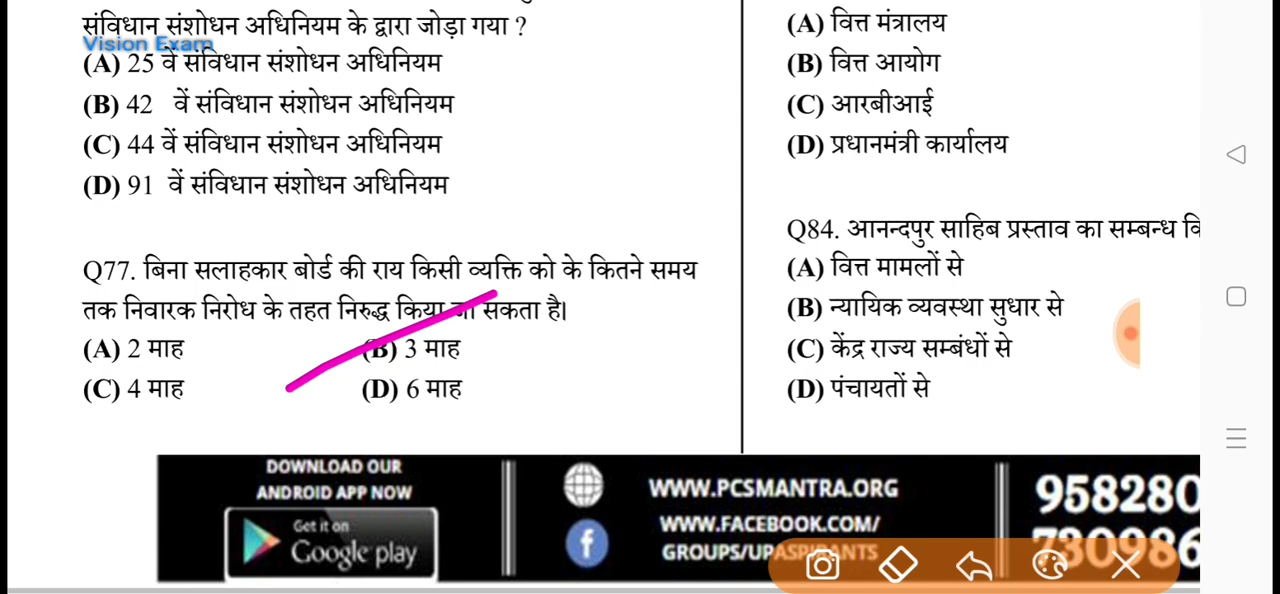 संविधान संशोधन अधिनियम के द्वारा जोड़ा गया ?
Vision Exam
(A) 25 वें संविधान संशोधन अधिनियम
(B) 42 वें संविधान संशोधन अधिनियम
(C) 44 वें संविधान संशोधन अधिनियम
(D) 91 वें संविधान संशोधन अधिनियम
Q77. बिना सलाहकार बोर्ड की राय किसी व्यक्ति को के कितने समय
तक निवारक निरोध के तहत निरुद्ध किया जा सकता है।
(A) 2 माह (B) 3 माह
(C) 4 माह (D) 6 माह
(A) वित्त मंत्रालय
(B) वित्त आयोग
(C) आरबीआई
(D) प्रधानमंत्री कार्यालय
Q84. आनन्दपुर साहिब प्रस्ताव का सम्बन्ध
(A) वित्त मामलों से
(B) न्यायिक व्यवस्था सुधार से
(C) केंद्र राज्य सम्बंधों से
(D) पंचायतों से
DOWNLOAD OUR
ANDROID APP NOW
Get it on
Google play
WWW.PCSMANTRA.ORG
WWW.FACEBOOK.COM/
GROUPS/UPASPIRANTS
958280
730986